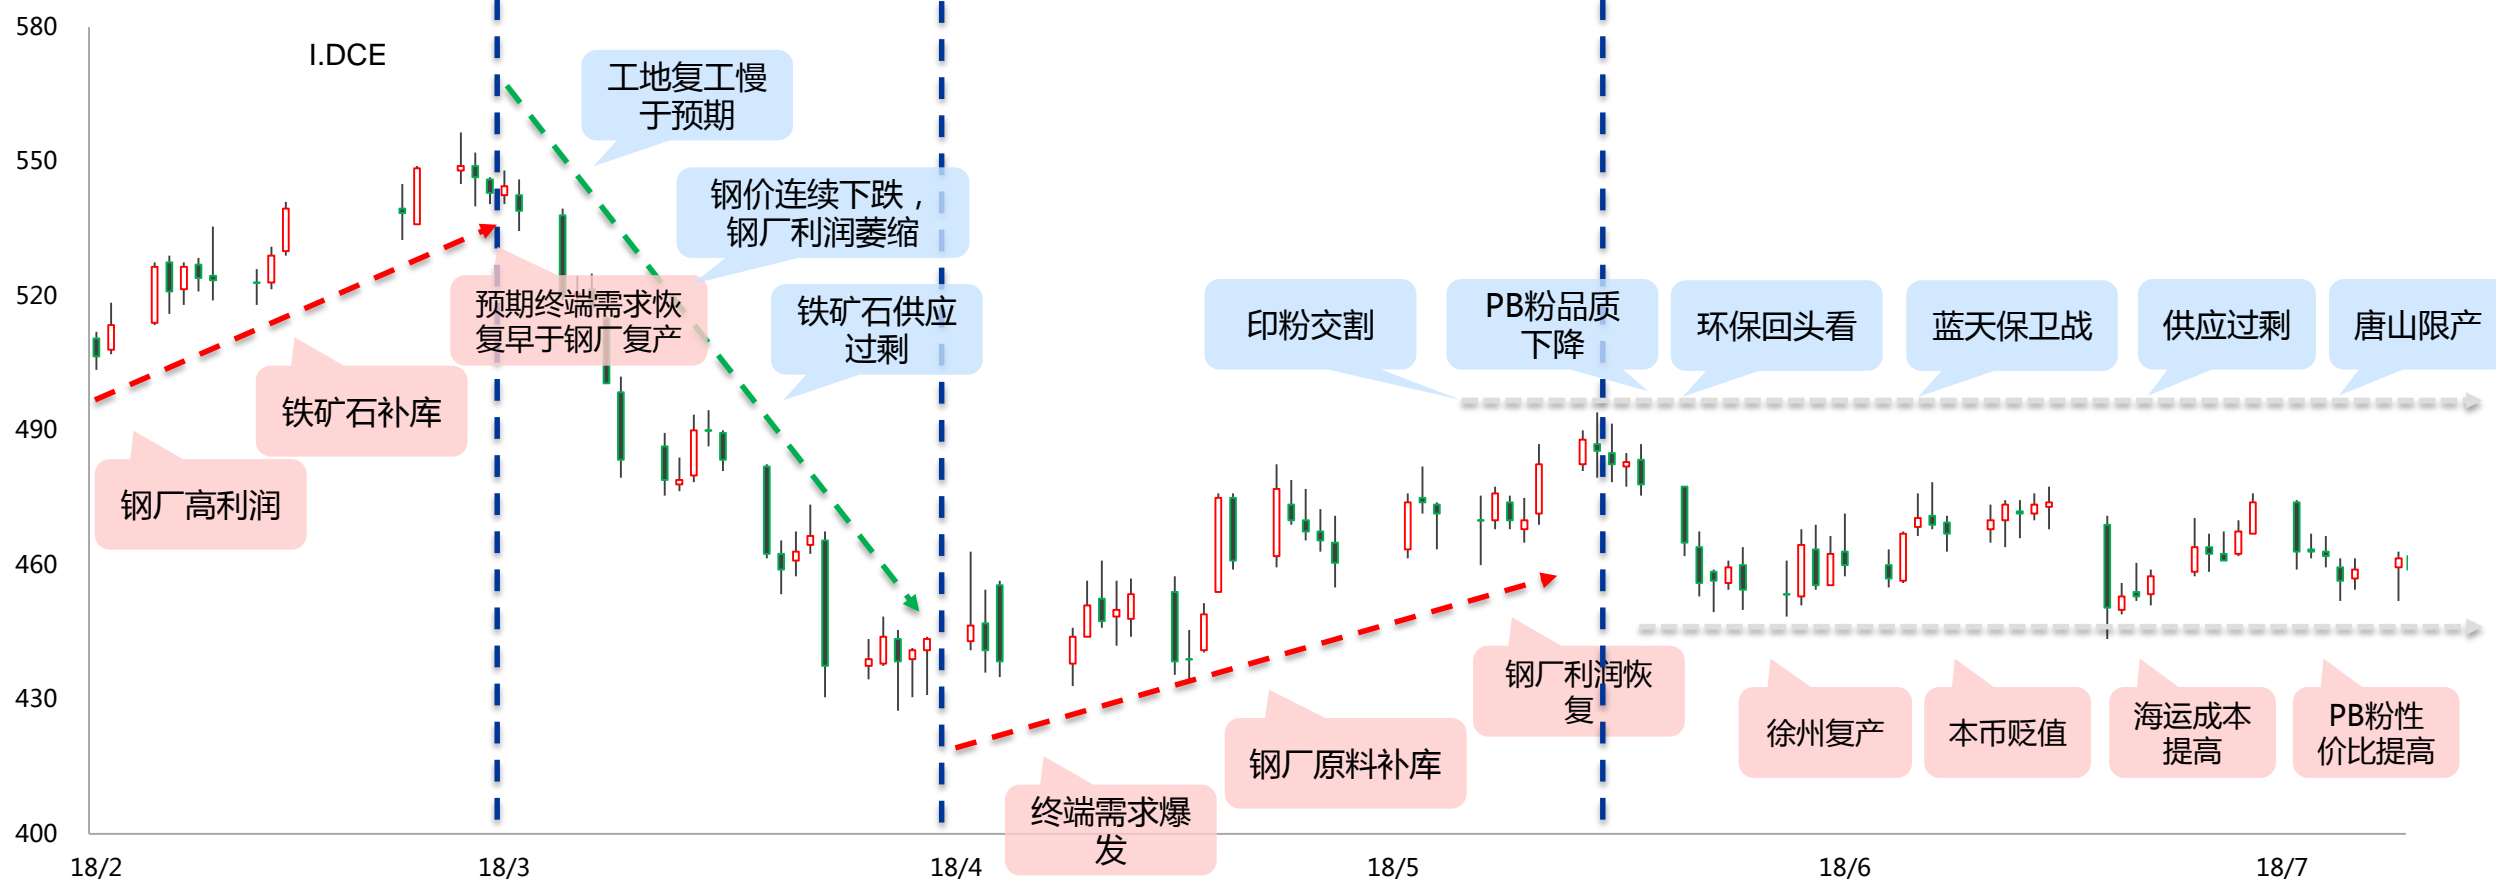 580
I.DCE
550
520
490
460
430
400
18/2
18/3
18/4
18/5
18/6
18/7
工地复工慢
于预期
钢价连续下跌，
钢厂利润萎缩
预期终端需求恢
复早于钢厂复产
铁矿石供应
过剩
铁矿石补库
钢厂高利润
印粉交割
PB粉品质
下降
环保回头看
蓝天保卫战
供应过剩
唐山限产
钢厂利润恢
复
钢厂原料补库
终端需求爆
发
徐州复产
本币贬值
海运成本
提高
PB粉性
价比提高